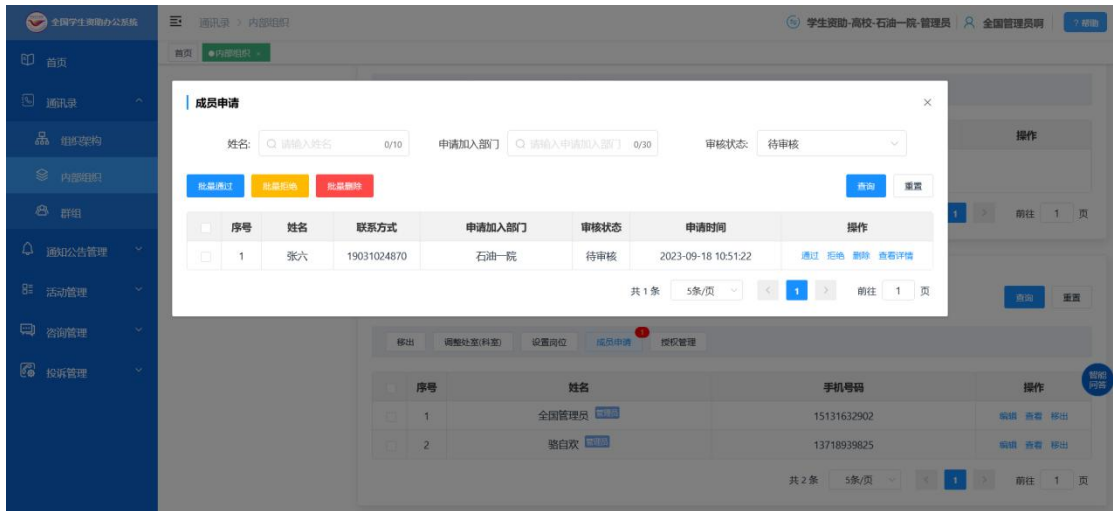 全国学生资助办公系统
通讯录 > 内部组织
学生资助-高校-石油一院-管理员
全国管理员啊
? 帮助
首页
通讯录
组织架构
内部组织
群组
通知公告管理
活动管理
咨询管理
投诉管理
首页
内部组织 ×
成员申请 ×
姓名: 请输入姓名 0/10
申请加入部门 请输入申请加入部门 0/30
审核状态: 待审核
批量通过 批量拒绝 批量删除
查询 重置
序号 姓名 联系方式 申请加入部门 审核状态 申请时间 操作
1 张六 19031024870 石油一院 待审核 2023-09-18 10:51:22 通过 拒绝 删除 查看详情
共 1 条 5条/页 < 1 > 前往 1 页
操作
1 > 前往 1 页
查询 重置
移出 调整处室(科室) 设置岗位 成员申请 1 授权管理
智能
问答
序号 姓名 手机号码 操作
1 全国管理员 管理员 15131632902 编辑 查看 移出
2 骆自欢 管理员 13718939825 编辑 查看 移出
共 2 条 5条/页 < 1 > 前往 1 页